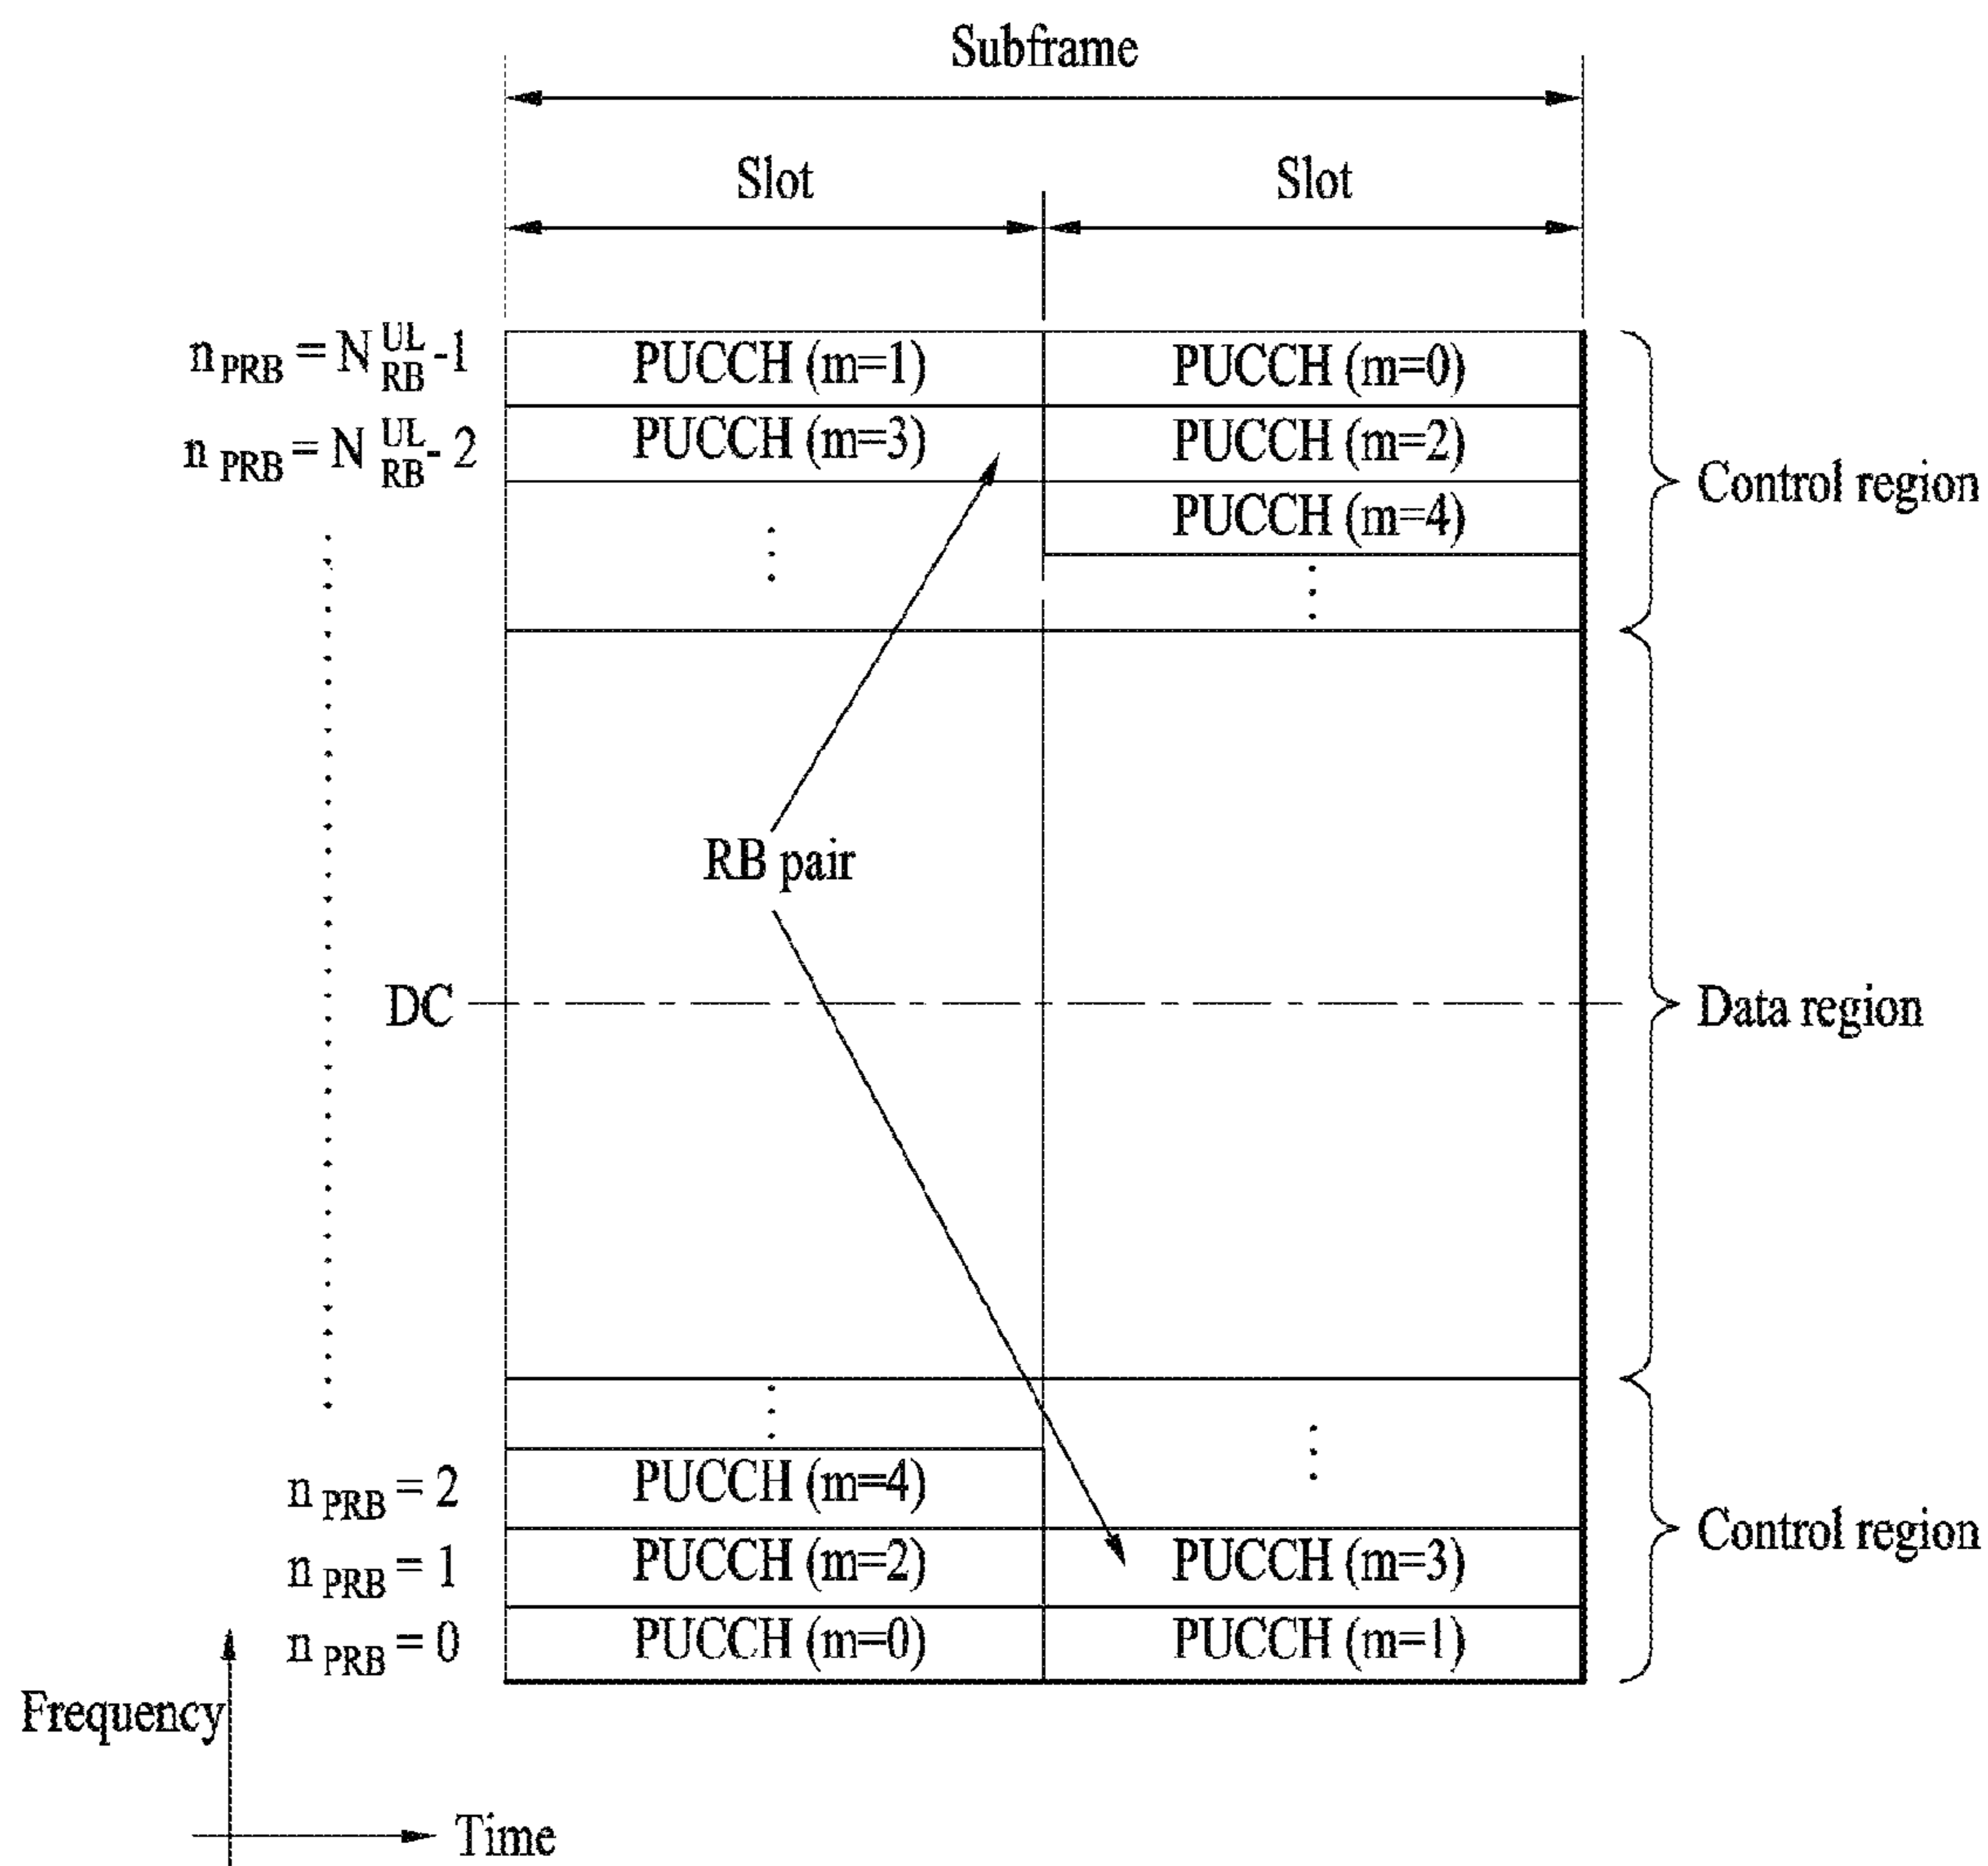 Subframe
Slot Slot
n PRB = N UL RB -1 PUCCH (m=1) PUCCH (m=0)
n PRB = N UL RB - 2 PUCCH (m=3) PUCCH (m=2)
PUCCH (m=4)
Control region
RB pair
DC
Data region
n PRB = 2 PUCCH (m=4)
Control region
n PRB = 1 PUCCH (m=2) PUCCH (m=3)
n PRB = 0 PUCCH (m=0) PUCCH (m=1)
Frequency
Time